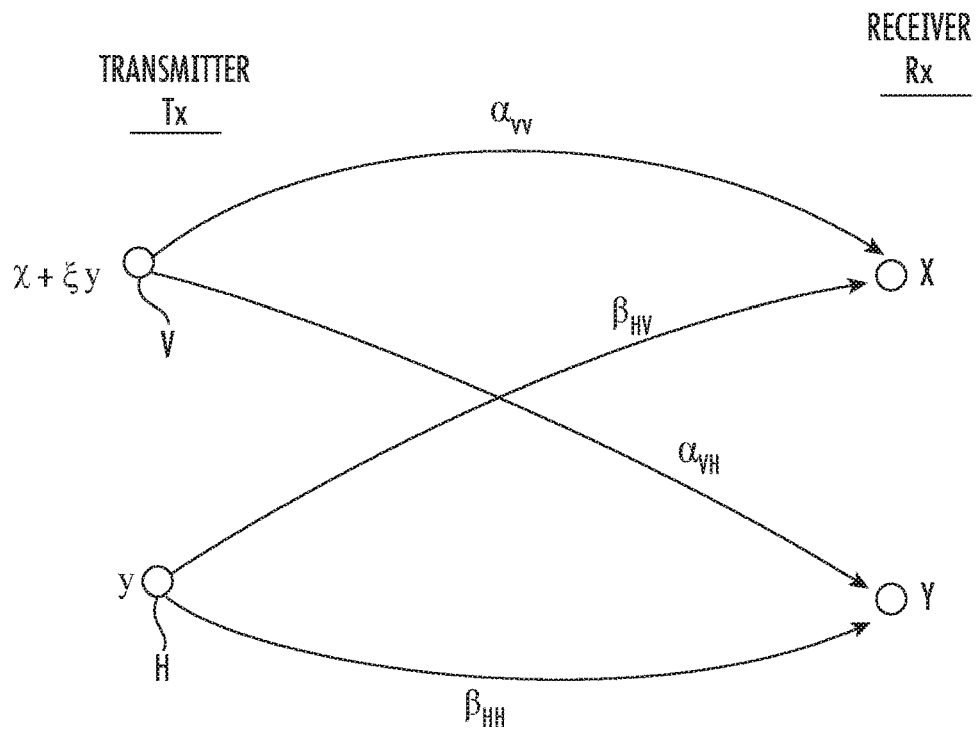 RECEIVER
Rx
TRANSMITTER
Tx
α_VV
χ + ξ y
V
X
β_HV
α_VH
y
H
Y
β_HH